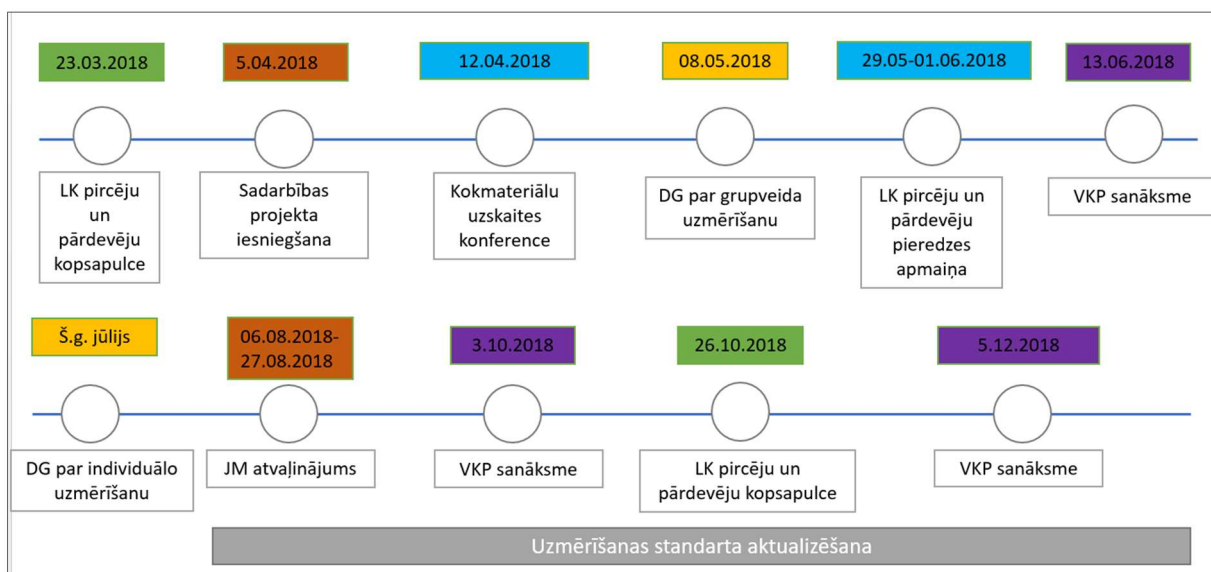 23.03.2018
5.04.2018
12.04.2018
08.05.2018
29.05-01.06.2018
13.06.2018
LK pircēju
un
pārdevēju
kopsapulce
Sadarbības
projekta
iesniegšana
Kokmateriālu
uzskaites
konference
DG par grupveida
uzmērīšanu
LK pircēju un
pārdevēju
pieredzes
apmaiņa
VKP sanāksme
Š.g. jūlijs
06.08.2018-
27.08.2018
3.10.2018
26.10.2018
5.12.2018
DG par individuālo
uzmērīšanu
JM atvaļinājums
VKP sanāksme
LK pircēju un
pārdevēju kopsapulce
VKP sanāksme
Uzmērīšanas standarta aktualizēšana